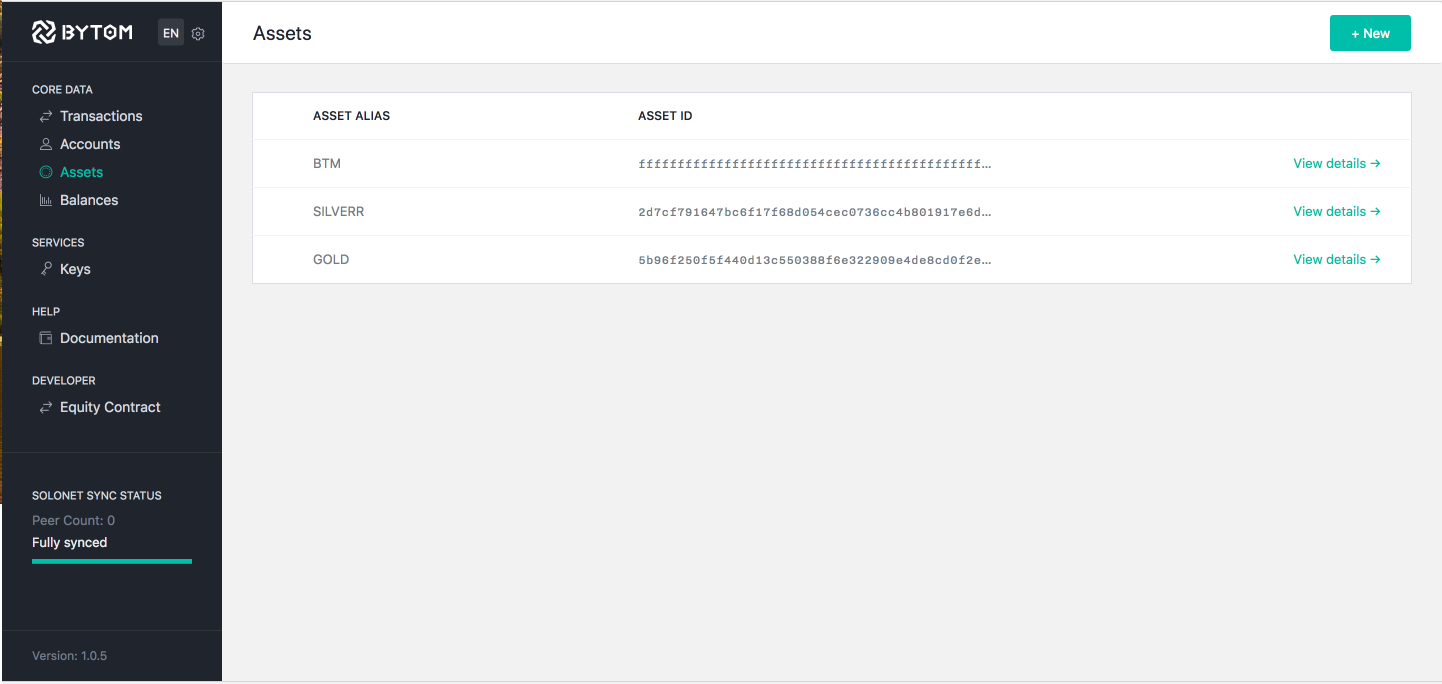 BYTOM EN
CORE DATA
Transactions
Accounts
Assets
Balances
SERVICES
Keys
HELP
Documentation
DEVELOPER
Equity Contract
SOLONET SYNC STATUS
Peer Count: 0
Fully synced
Version: 1.0.5
Assets
+ New
ASSET ALIAS ASSET ID
BTM ffffffffffffffffffffffffffffffffffffffffffff... View details →
SILVERR 2d7cf791647bc6f17f68d054cec0736cc4b801917e6d... View details →
GOLD 5b96f250f5f440d13c550388f6e322909e4de8cd0f2e... View details →